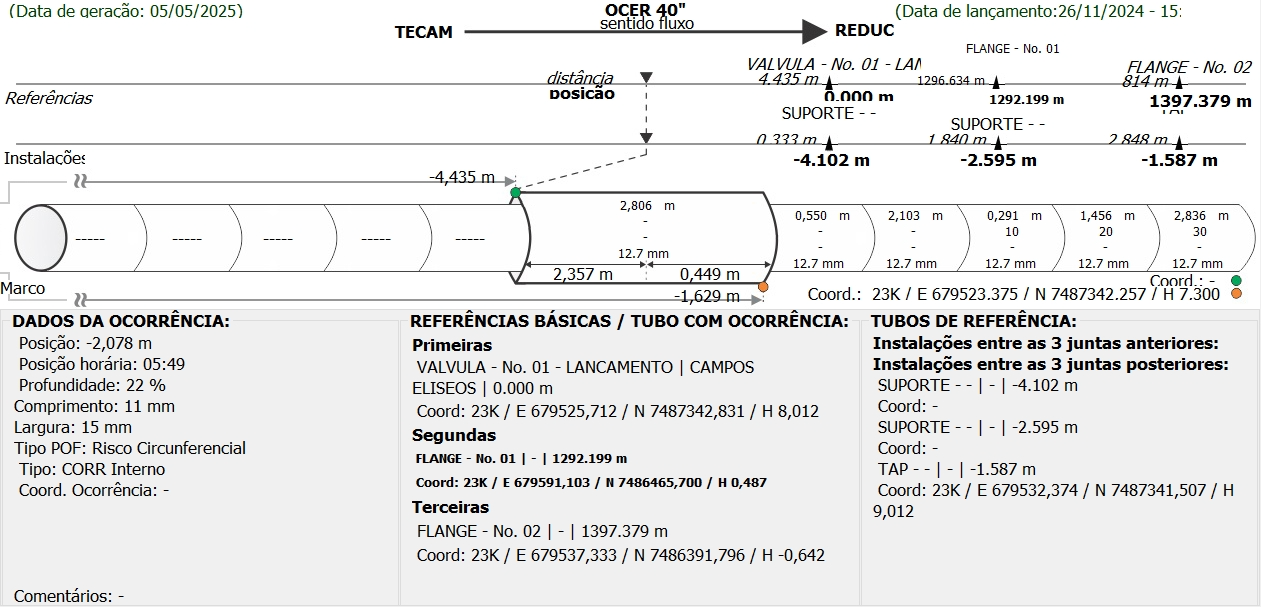 (Data de geração: 05/05/2025)
OCER 40"
sentido fluxo
(Data de lançamento:26/11/2024 - 15:
TECAM
REDUC
FLANGE - No. 01
VALVULA - No. 01 - LAN
FLANGE - No. 02
distância
4.435 m
1296.634 m
814 m
Referências
posição
0.000 m
1292.199 m
1397.379 m
SUPORTE - -
SUPORTE - -
0.333 m
1.840 m
2.848 m
Instalações
-4.102 m
-2.595 m
-1.587 m
-4,435 m
2,806 m
-
-
12.7 mm
0,550 m
-
-
12.7 mm
2,103 m
-
-
12.7 mm
0,291 m
10
-
12.7 mm
1,456 m
20
-
12.7 mm
2,836 m
30
-
12.7 mm
----- ----- ----- ----- -----
2,357 m
0,449 m
Marco
-1,629 m
Coord.: -
Coord.: 23K / E 679523.375 / N 7487342.257 / H 7.300
DADOS DA OCORRÊNCIA:
Posição: -2,078 m
Posição horária: 05:49
Profundidade: 22 %
Comprimento: 11 mm
Largura: 15 mm
Tipo POF: Risco Circunferencial
Tipo: CORR Interno
Coord. Ocorrência: -
Comentários: -
REFERÊNCIAS BÁSICAS / TUBO COM OCORRÊNCIA:
Primeiras
VALVULA - No. 01 - LANCAMENTO | CAMPOS
ELISEOS | 0.000 m
Coord: 23K / E 679525,712 / N 7487342,831 / H 8,012
Segundas
FLANGE - No. 01 | - | 1292.199 m
Coord: 23K / E 679591,103 / N 7486465,700 / H 0,487
Terceiras
FLANGE - No. 02 | - | 1397.379 m
Coord: 23K / E 679537,333 / N 7486391,796 / H -0,642
TUBOS DE REFERÊNCIA:
Instalações entre as 3 juntas anteriores:
Instalações entre as 3 juntas posteriores:
SUPORTE - - | - | -4.102 m
Coord: -
SUPORTE - - | - | -2.595 m
Coord: -
TAP - - | - | -1.587 m
Coord: 23K / E 679532,374 / N 7487341,507 / H
9,012